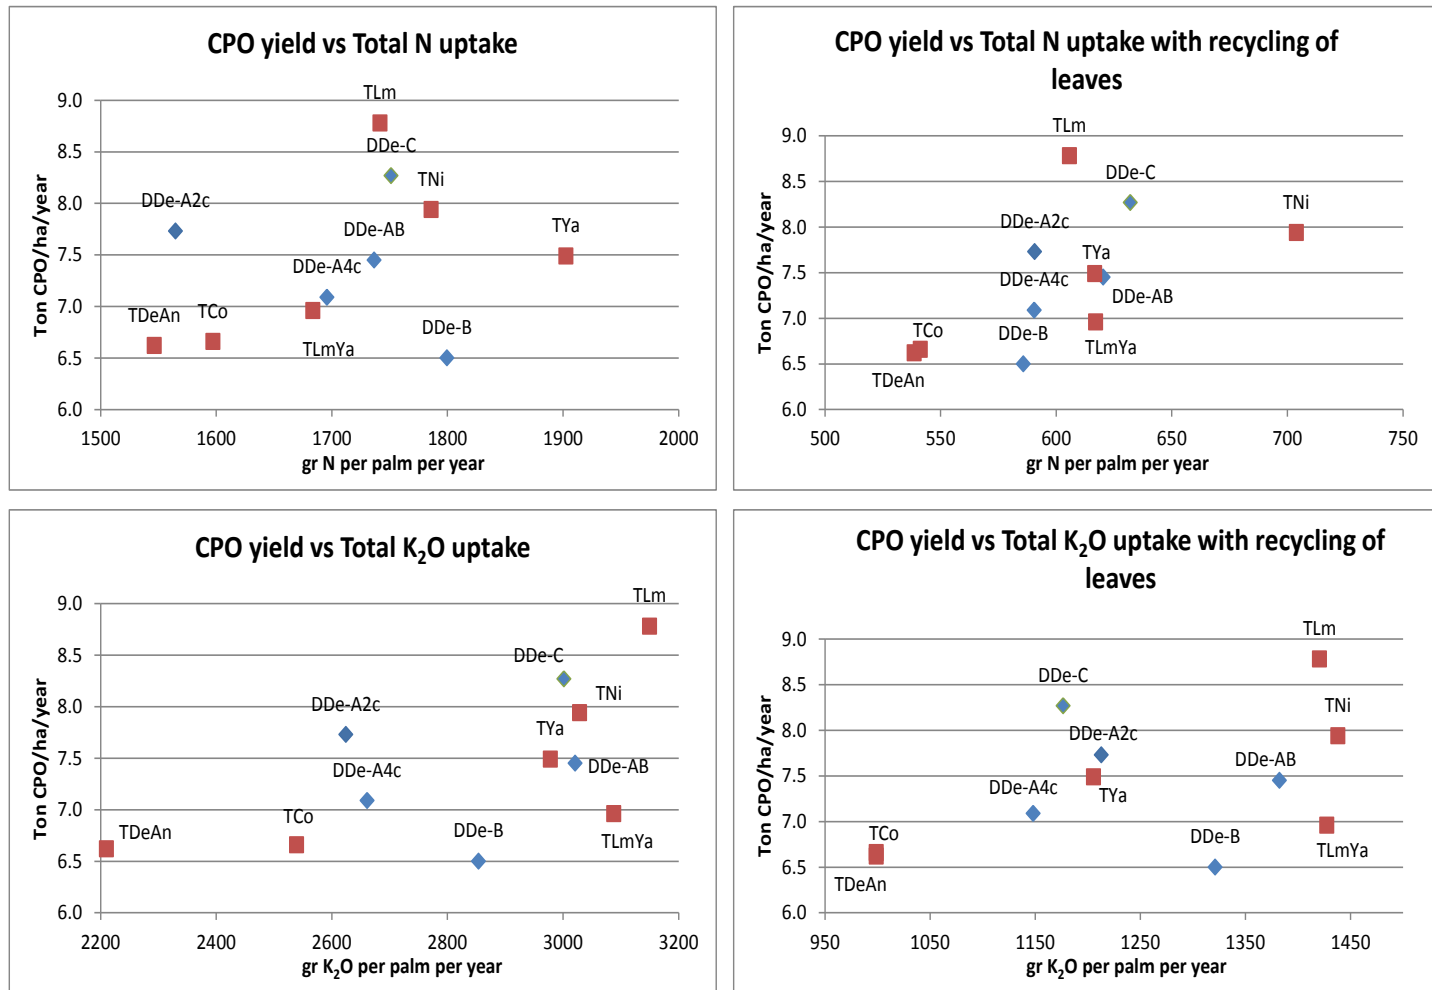 CPO yield vs Total N uptake
Ton CPO/ha/year
9.0
8.5
8.0
7.5
7.0
6.5
6.0
TLm
DDe-C
DDe-A2c
TNi
DDe-AB
TYa
DDe-A4c
TDeAn
TCo
TLmYa
DDe-B
1500 1600 1700 1800 1900 2000
gr N per palm per year
CPO yield vs Total N uptake with recycling of
leaves
Ton CPO/ha/year
9.0
8.5
8.0
7.5
7.0
6.5
6.0
TLm
DDe-C
TNi
DDe-A2c
TYa
DDe-A4c
DDe-AB
TCo
DDe-B
TLmYa
TDeAn
500 550 600 650 700 750
gr N per palm per year
CPO yield vs Total K₂O uptake
Ton CPO/ha/year
9.0
8.5
8.0
7.5
7.0
6.5
6.0
TLm
DDe-C
TNi
DDe-A2c
TYa
DDe-A4c
DDe-AB
TCo
TDeAn
DDe-B
TLmYa
2200 2400 2600 2800 3000 3200
gr K₂O per palm per year
CPO yield vs Total K₂O uptake with recycling of
leaves
Ton CPO/ha/year
9.0
8.5
8.0
7.5
7.0
6.5
6.0
TLm
DDe-C
TNi
DDe-A2c
DDe-AB
DDe-A4c
TYa
TCo
DDe-B
TLmYa
TDeAn
950 1050 1150 1250 1350 1450
gr K₂O per palm per year